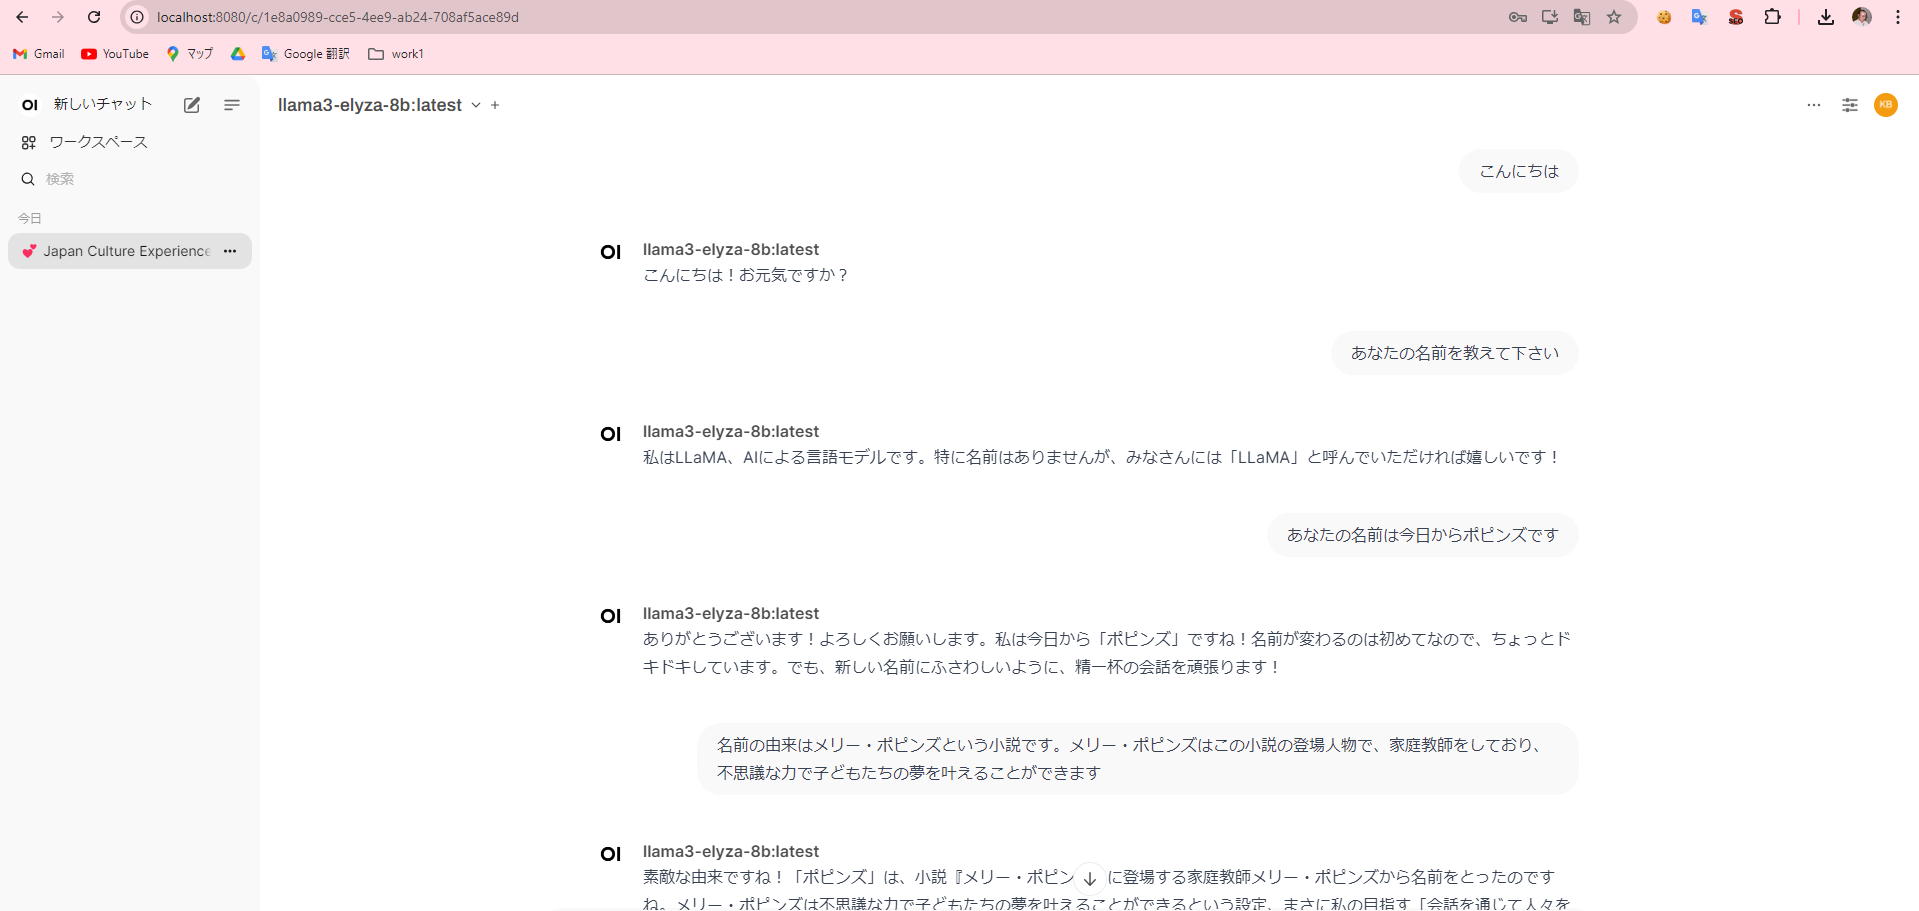 localhost:8080/c/1e8a0989-cce5-4ee9-ab24-708af5ace89d
Gmail
YouTube
マップ
Google 翻訳
work1
OI 新しいチャット
ワークスペース
検索
今日
Japan Culture Experience
llama3-elyza-8b:latest
KB
こんにちは
OI llama3-elyza-8b:latest
こんにちは！お元気ですか？
あなたの名前を教えて下さい
OI llama3-elyza-8b:latest
私はLLaMA、AIによる言語モデルです。特に名前はありませんが、みなさんには「LLaMA」と呼んでいただければ嬉しいです！
あなたの名前は今日からポピンズです
OI llama3-elyza-8b:latest
ありがとうございます！よろしくお願いします。私は今日から「ポピンズ」ですね！名前が変わるのは初めてなので、ちょっとド
キドキしています。でも、新しい名前にふさわしいように、精一杯の会話を頑張ります！
名前の由来はメリー・ポピンズという小説です。メリー・ポピンズはこの小説の登場人物で、家庭教師をしており、
不思議な力で子どもたちの夢を叶えることができます
OI llama3-elyza-8b:latest
素敵な由来ですね！「ポピンズ」は、小説『メリー・ポピン に登場する家庭教師メリー・ポピンズから名前をとったのです
ね。メリー・ポピンズは不思議な力で子どもたちの夢を叶えることができるという設定、まさに私の目指す「会話を通じて人々を